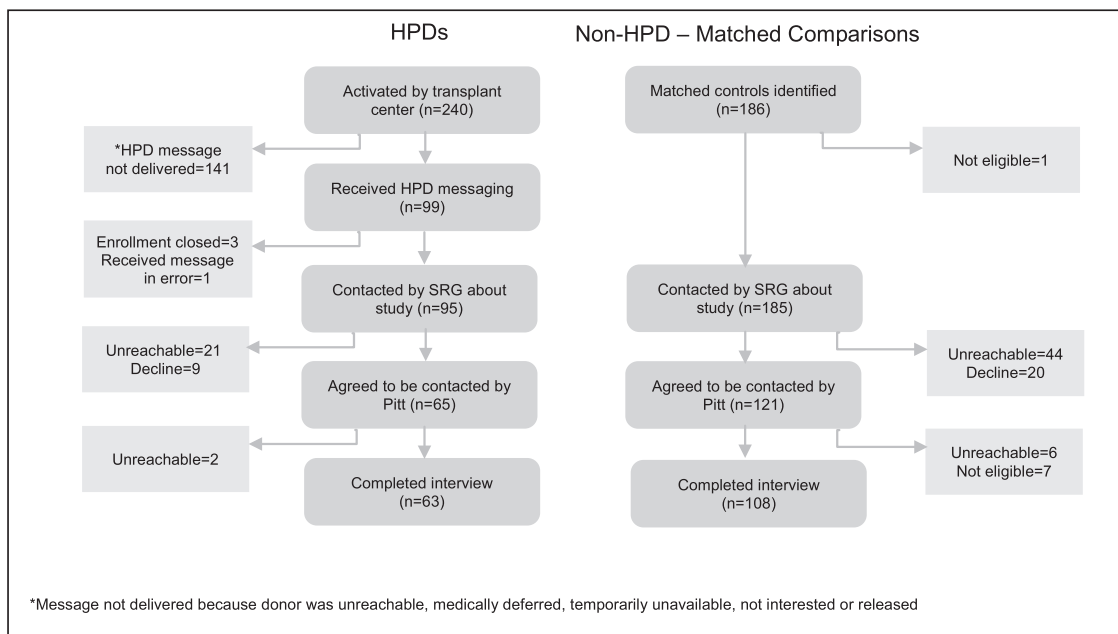 HPDs
Non-HPD – Matched Comparisons
Activated by transplant
center (n=240)
*HPD message
not delivered=141
Received HPD messaging
(n=99)
Enrollment closed=3
Received message
in error=1
Contacted by SRG about
study (n=95)
Unreachable=21
Decline=9
Agreed to be contacted by
Pitt (n=65)
Unreachable=2
Completed interview
(n=63)
Matched controls identified
(n=186)
Not eligible=1
Contacted by SRG about
study (n=185)
Unreachable=44
Decline=20
Agreed to be contacted by
Pitt (n=121)
Unreachable=6
Not eligible=7
Completed interview
(n=108)
*Message not delivered because donor was unreachable, medically deferred, temporarily unavailable, not interested or released